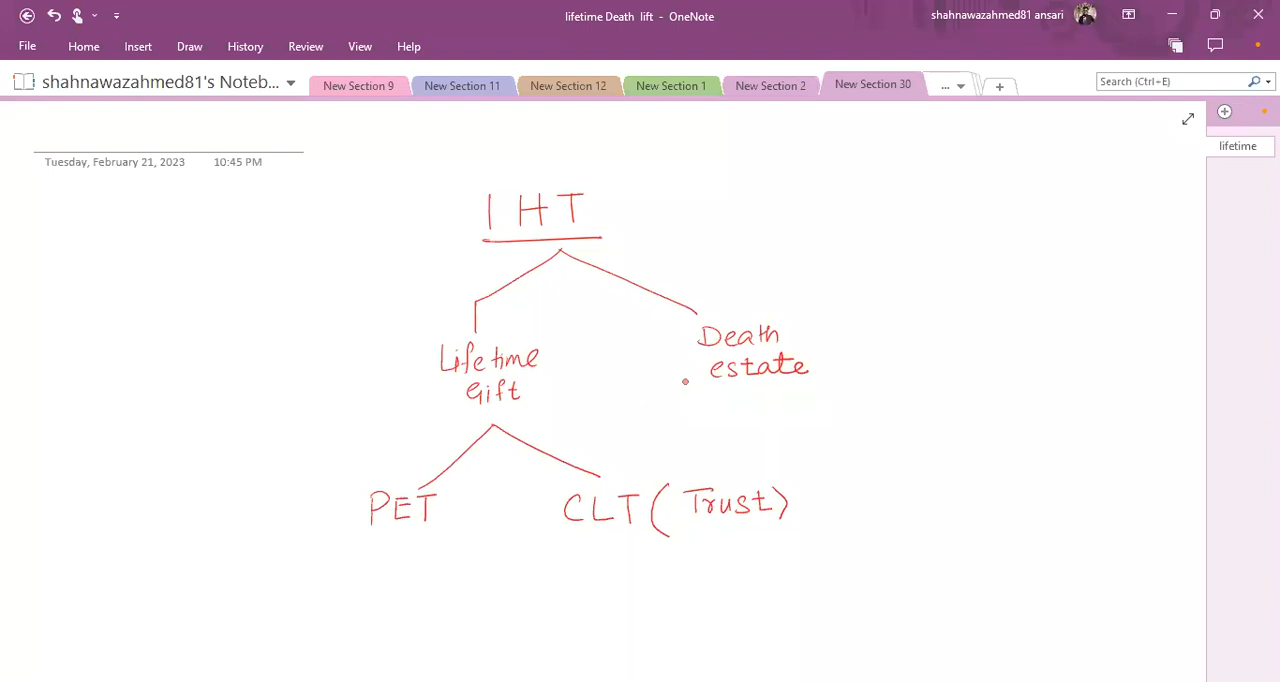 lifetime Death lift - OneNote
shahnawazahmed81 ansari
File Home Insert Draw History Review View Help
shahnawazahmed81's Noteb...
New Section 9
New Section 11
New Section 12
New Section 1
New Section 2
New Section 30
...
Search (Ctrl+E)
lifetime
Tuesday, February 21, 2023 10:45 PM
IHT
Lifetime
Gift
Death
estate
PET
CLT (Trust)